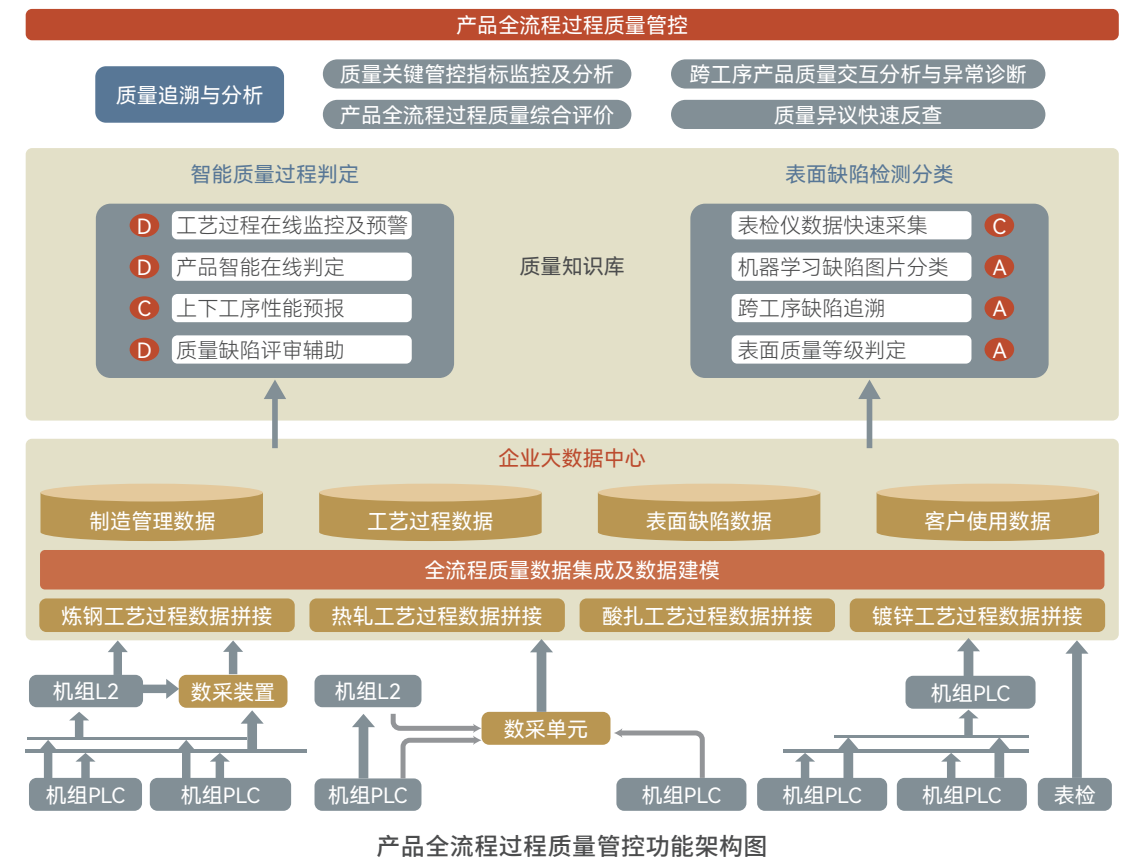 产品全流程过程质量管控
质量追溯与分析
质量关键管控指标监控及分析
跨工序产品质量交互分析与异常诊断
产品全流程过程质量综合评价
质量异议快速反查
智能质量过程判定
表面缺陷检测分类
D 工艺过程在线监控及预警
D 产品智能在线判定
C 上下工序性能预报
D 质量缺陷评审辅助
质量知识库
表检仪数据快速采集 C
机器学习缺陷图片分类 A
跨工序缺陷追溯 A
表面质量等级判定 A
企业大数据中心
制造管理数据
工艺过程数据
表面缺陷数据
客户使用数据
全流程质量数据集成及数据建模
炼钢工艺过程数据拼接
热轧工艺过程数据拼接
酸扎工艺过程数据拼接
镀锌工艺过程数据拼接
机组L2
数采装置
机组L2
数采单元
机组PLC
机组PLC
机组PLC
机组PLC
机组PLC
机组PLC
机组PLC
表检
产品全流程过程质量管控功能架构图